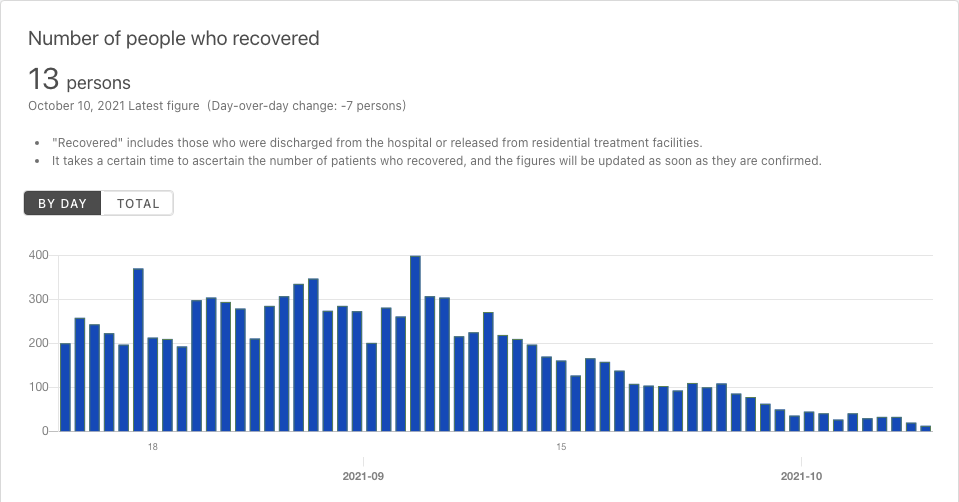 Number of people who recovered
13 persons
October 10, 2021 Latest figure (Day-over-day change: -7 persons)
• "Recovered" includes those who were discharged from the hospital or released from residential treatment facilities.
• It takes a certain time to ascertain the number of patients who recovered, and the figures will be updated as soon as they are confirmed.
BY DAY TOTAL
400
300
200
100
0
18 15
2021-09 2021-10